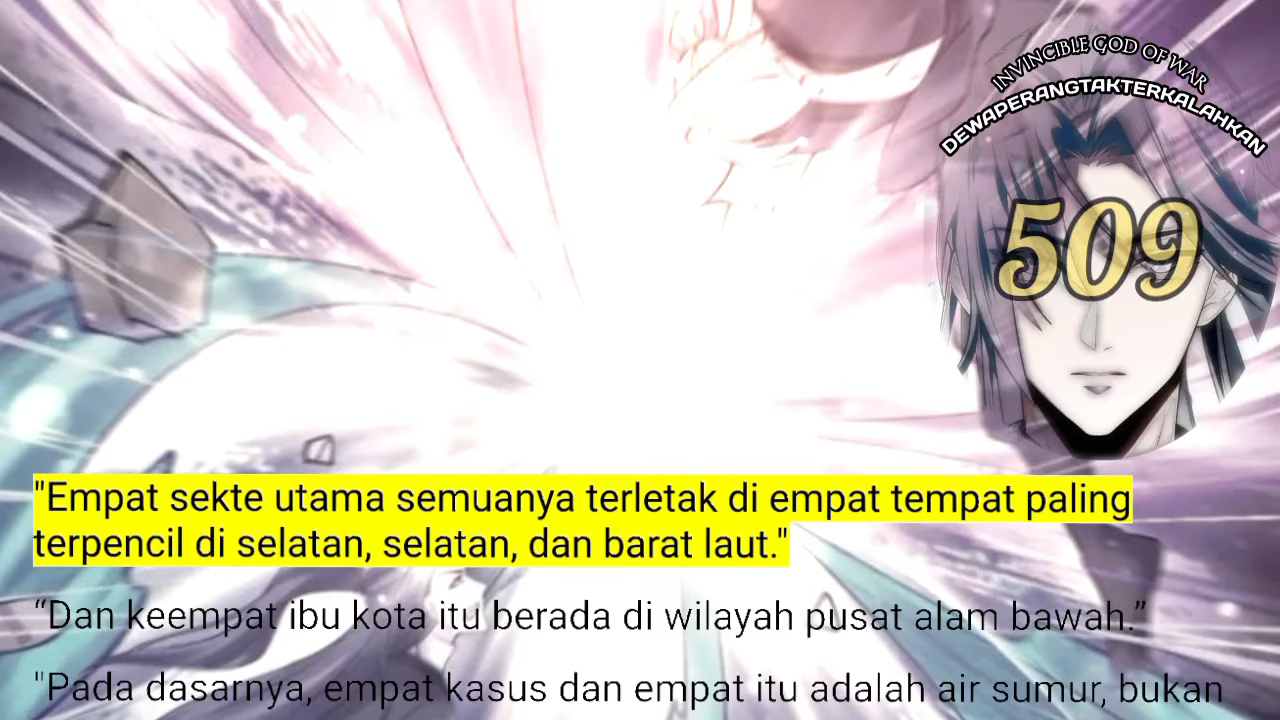 INVINCIBLE GOD OF WAR
DEWAPERANGTAKTERKALAHKAN
509
"Empat sekte utama semuanya terletak di empat tempat paling
terpencil di selatan, selatan, dan barat laut."
“Dan keempat ibu kota itu berada di wilayah pusat alam bawah.”
"Pada dasarnya, empat kasus dan empat itu adalah air sumur, bukan